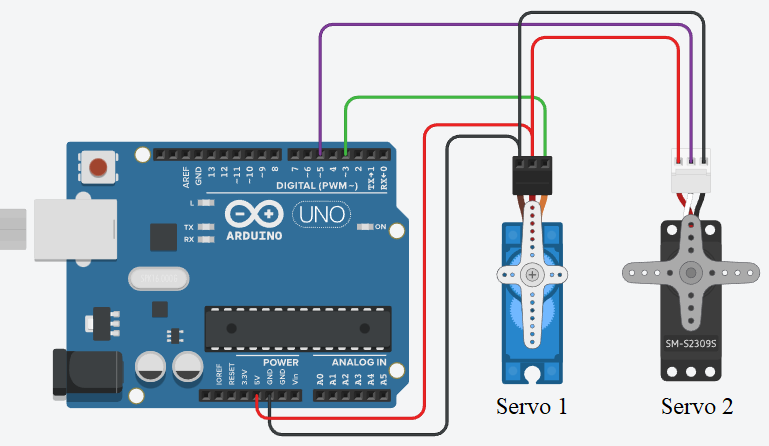 AREF
GND
13
12
~11
~10
~9
8
7
~6
~5
4
~3
2
TX→1
RX←0
DIGITAL (PWM~)
L
TX
RX
UNO
ARDUINO
ON
IOREF
RESET
3.3V
5V
GND
GND
Vin
POWER
ANALOG IN
A0
A1
A2
A3
A4
A5
SM-S2309S
Servo 1
Servo 2